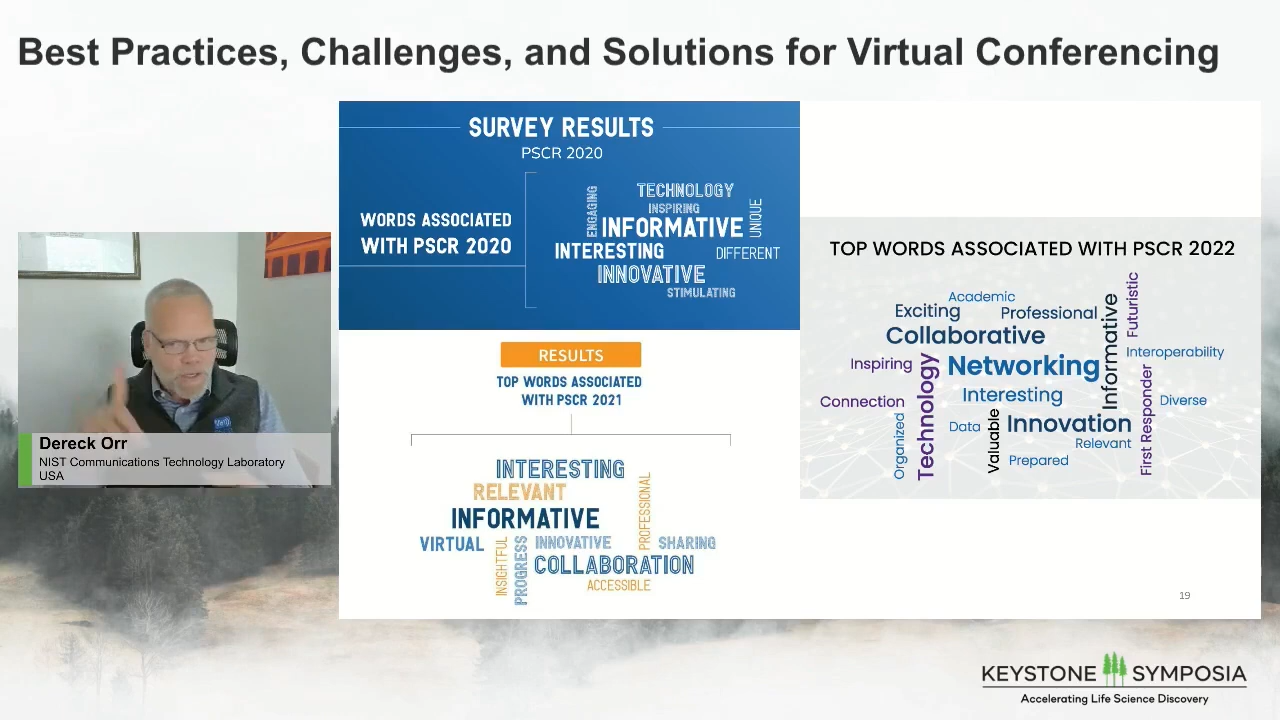 Best Practices, Challenges, and Solutions for Virtual Conferencing
SURVEY RESULTS
PSCR 2020
WORDS ASSOCIATED
WITH PSCR 2020
ENGAGING
TECHNOLOGY
INSPIRING
INFORMATIVE
UNIQUE
INTERESTING
DIFFERENT
INNOVATIVE
STIMULATING
RESULTS
TOP WORDS ASSOCIATED
WITH PSCR 2021
INTERESTING
RELEVANT
PROFESSIONAL
INFORMATIVE
VIRTUAL
INSIGHTFUL
PROGRESS
INNOVATIVE
SHARING
COLLABORATION
ACCESSIBLE
TOP WORDS ASSOCIATED WITH PSCR 2022
Academic
Futuristic
Exciting
Professional
Informative
Collaborative
Interoperability
Inspiring
Technology
Networking
Connection
Interesting
First Responder
Diverse
Organized
Data
Valuable
Innovation
Relevant
Prepared
19
Dereck Orr
NIST Communications Technology Laboratory
USA
KEYSTONE SYMPOSIA
Accelerating Life Science Discovery